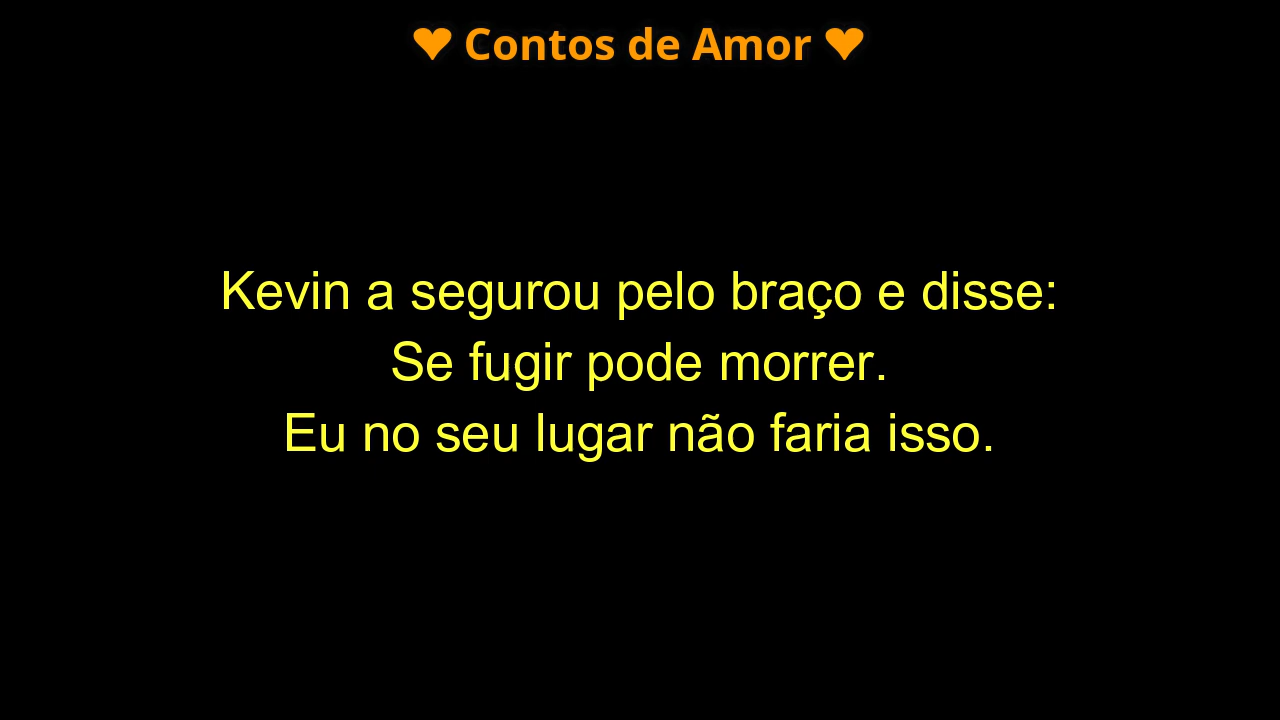 ❤ Contos de Amor ❤
Kevin a segurou pelo braço e disse:
Se fugir pode morrer.
Eu no seu lugar não faria isso.